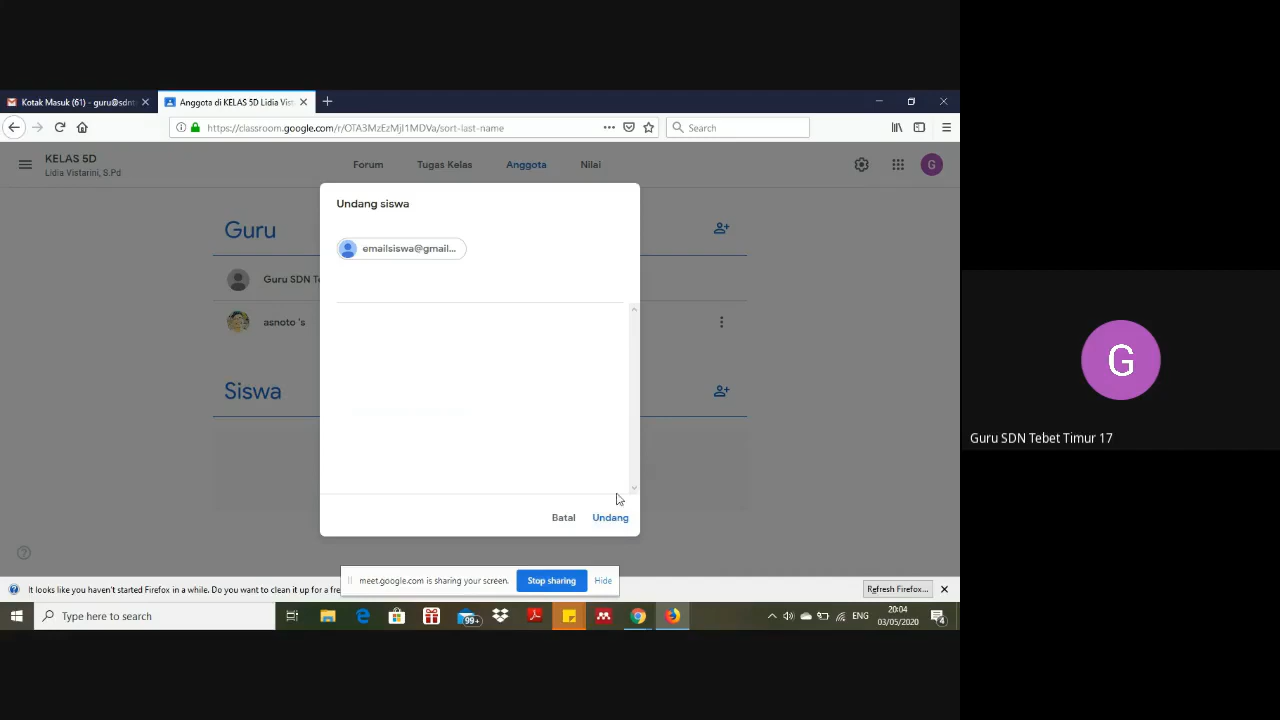 Kotak Masuk (61) - guru@sdnt
Anggota di KELAS 5D Lidia Vist
https://classroom.google.com/r/OTA3MzEzMjI1MDVa/sort-last-name
Search
KELAS 5D
Lidia Vistarini, S.Pd
Forum
Tugas Kelas
Anggota
Nilai
G
Undang siswa
Guru
emailsiswa@gmail...
Guru SDN Te
asnoto 's
Siswa
G
Guru SDN Tebet Timur 17
Batal
Undang
meet.google.com is sharing your screen.
Stop sharing
Hide
It looks like you haven't started Firefox in a while. Do you want to clean it up for a fre
Refresh Firefox...
Type here to search
99+
ENG
20:04
03/05/2020
4